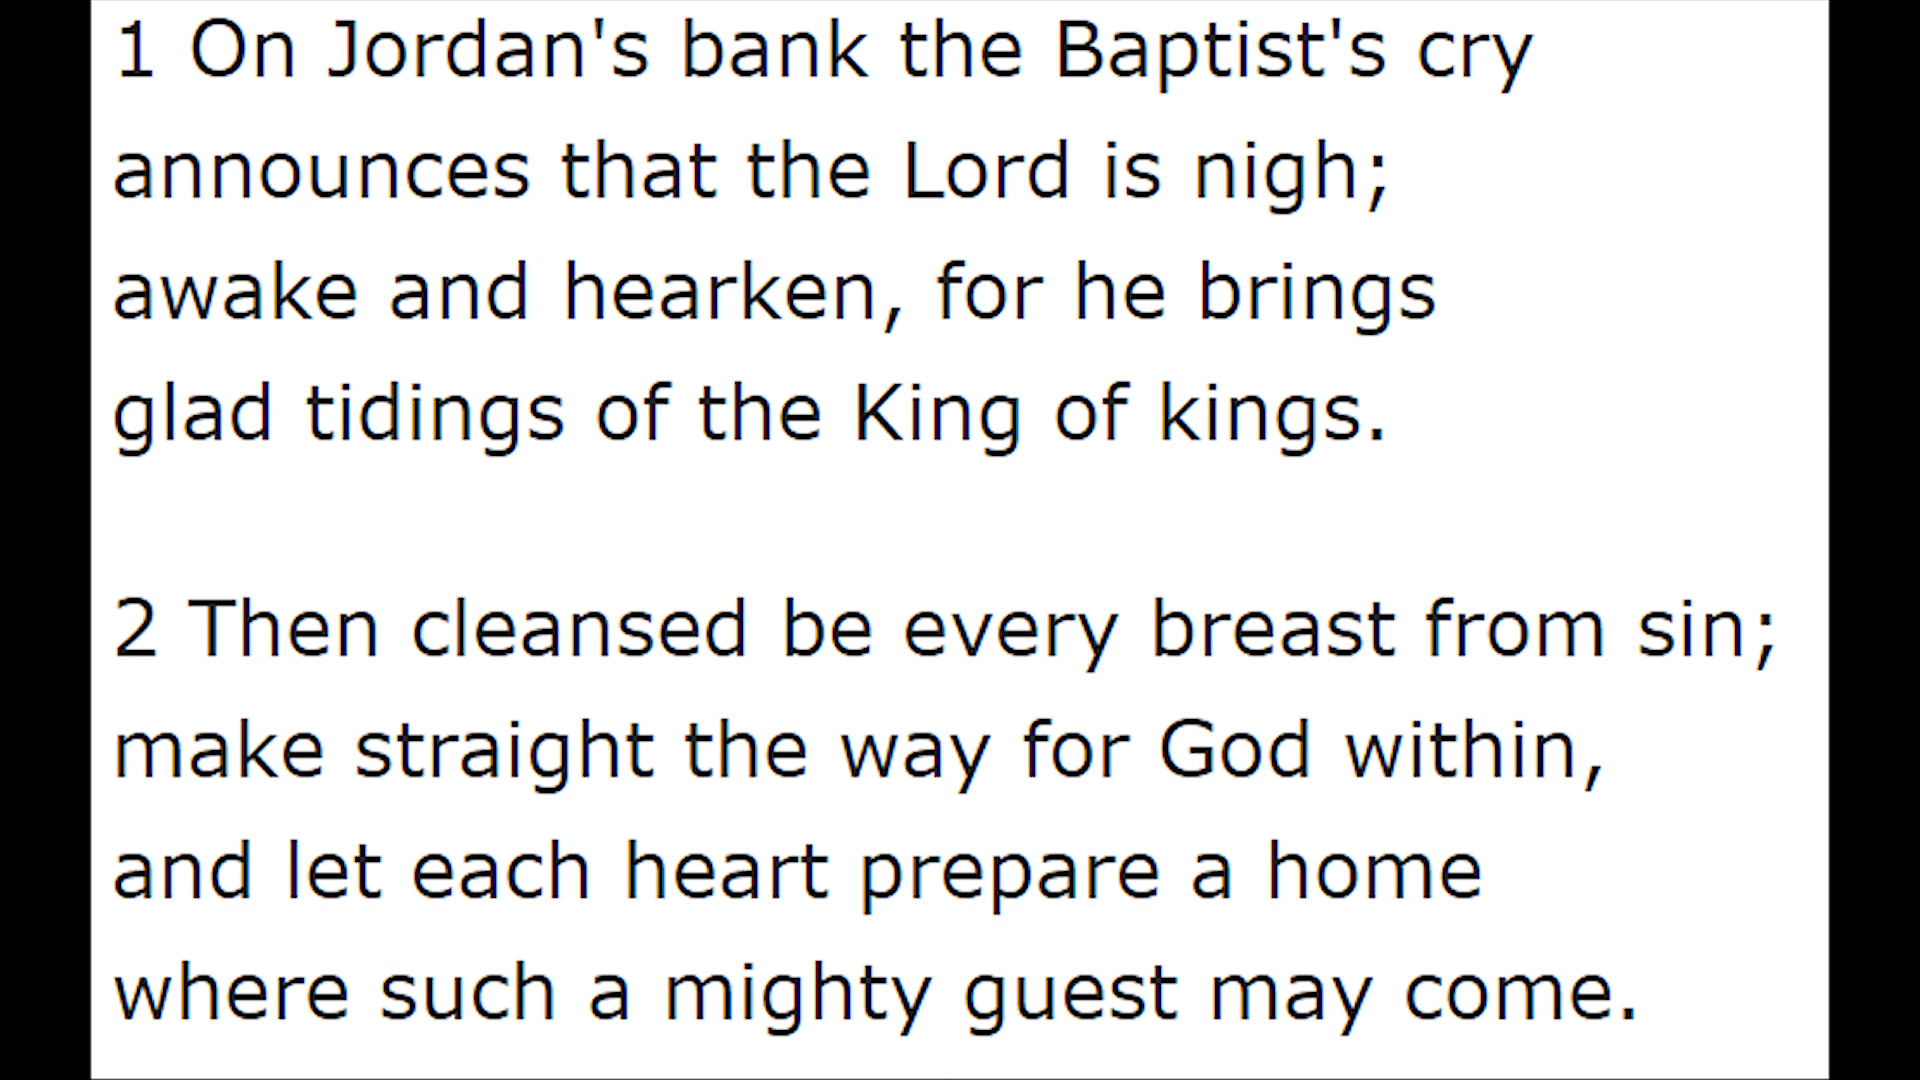 1 On Jordan's bank the Baptist's cry
announces that the Lord is nigh;
awake and hearken, for he brings
glad tidings of the King of kings.
2 Then cleansed be every breast from sin;
make straight the way for God within,
and let each heart prepare a home
where such a mighty guest may come.